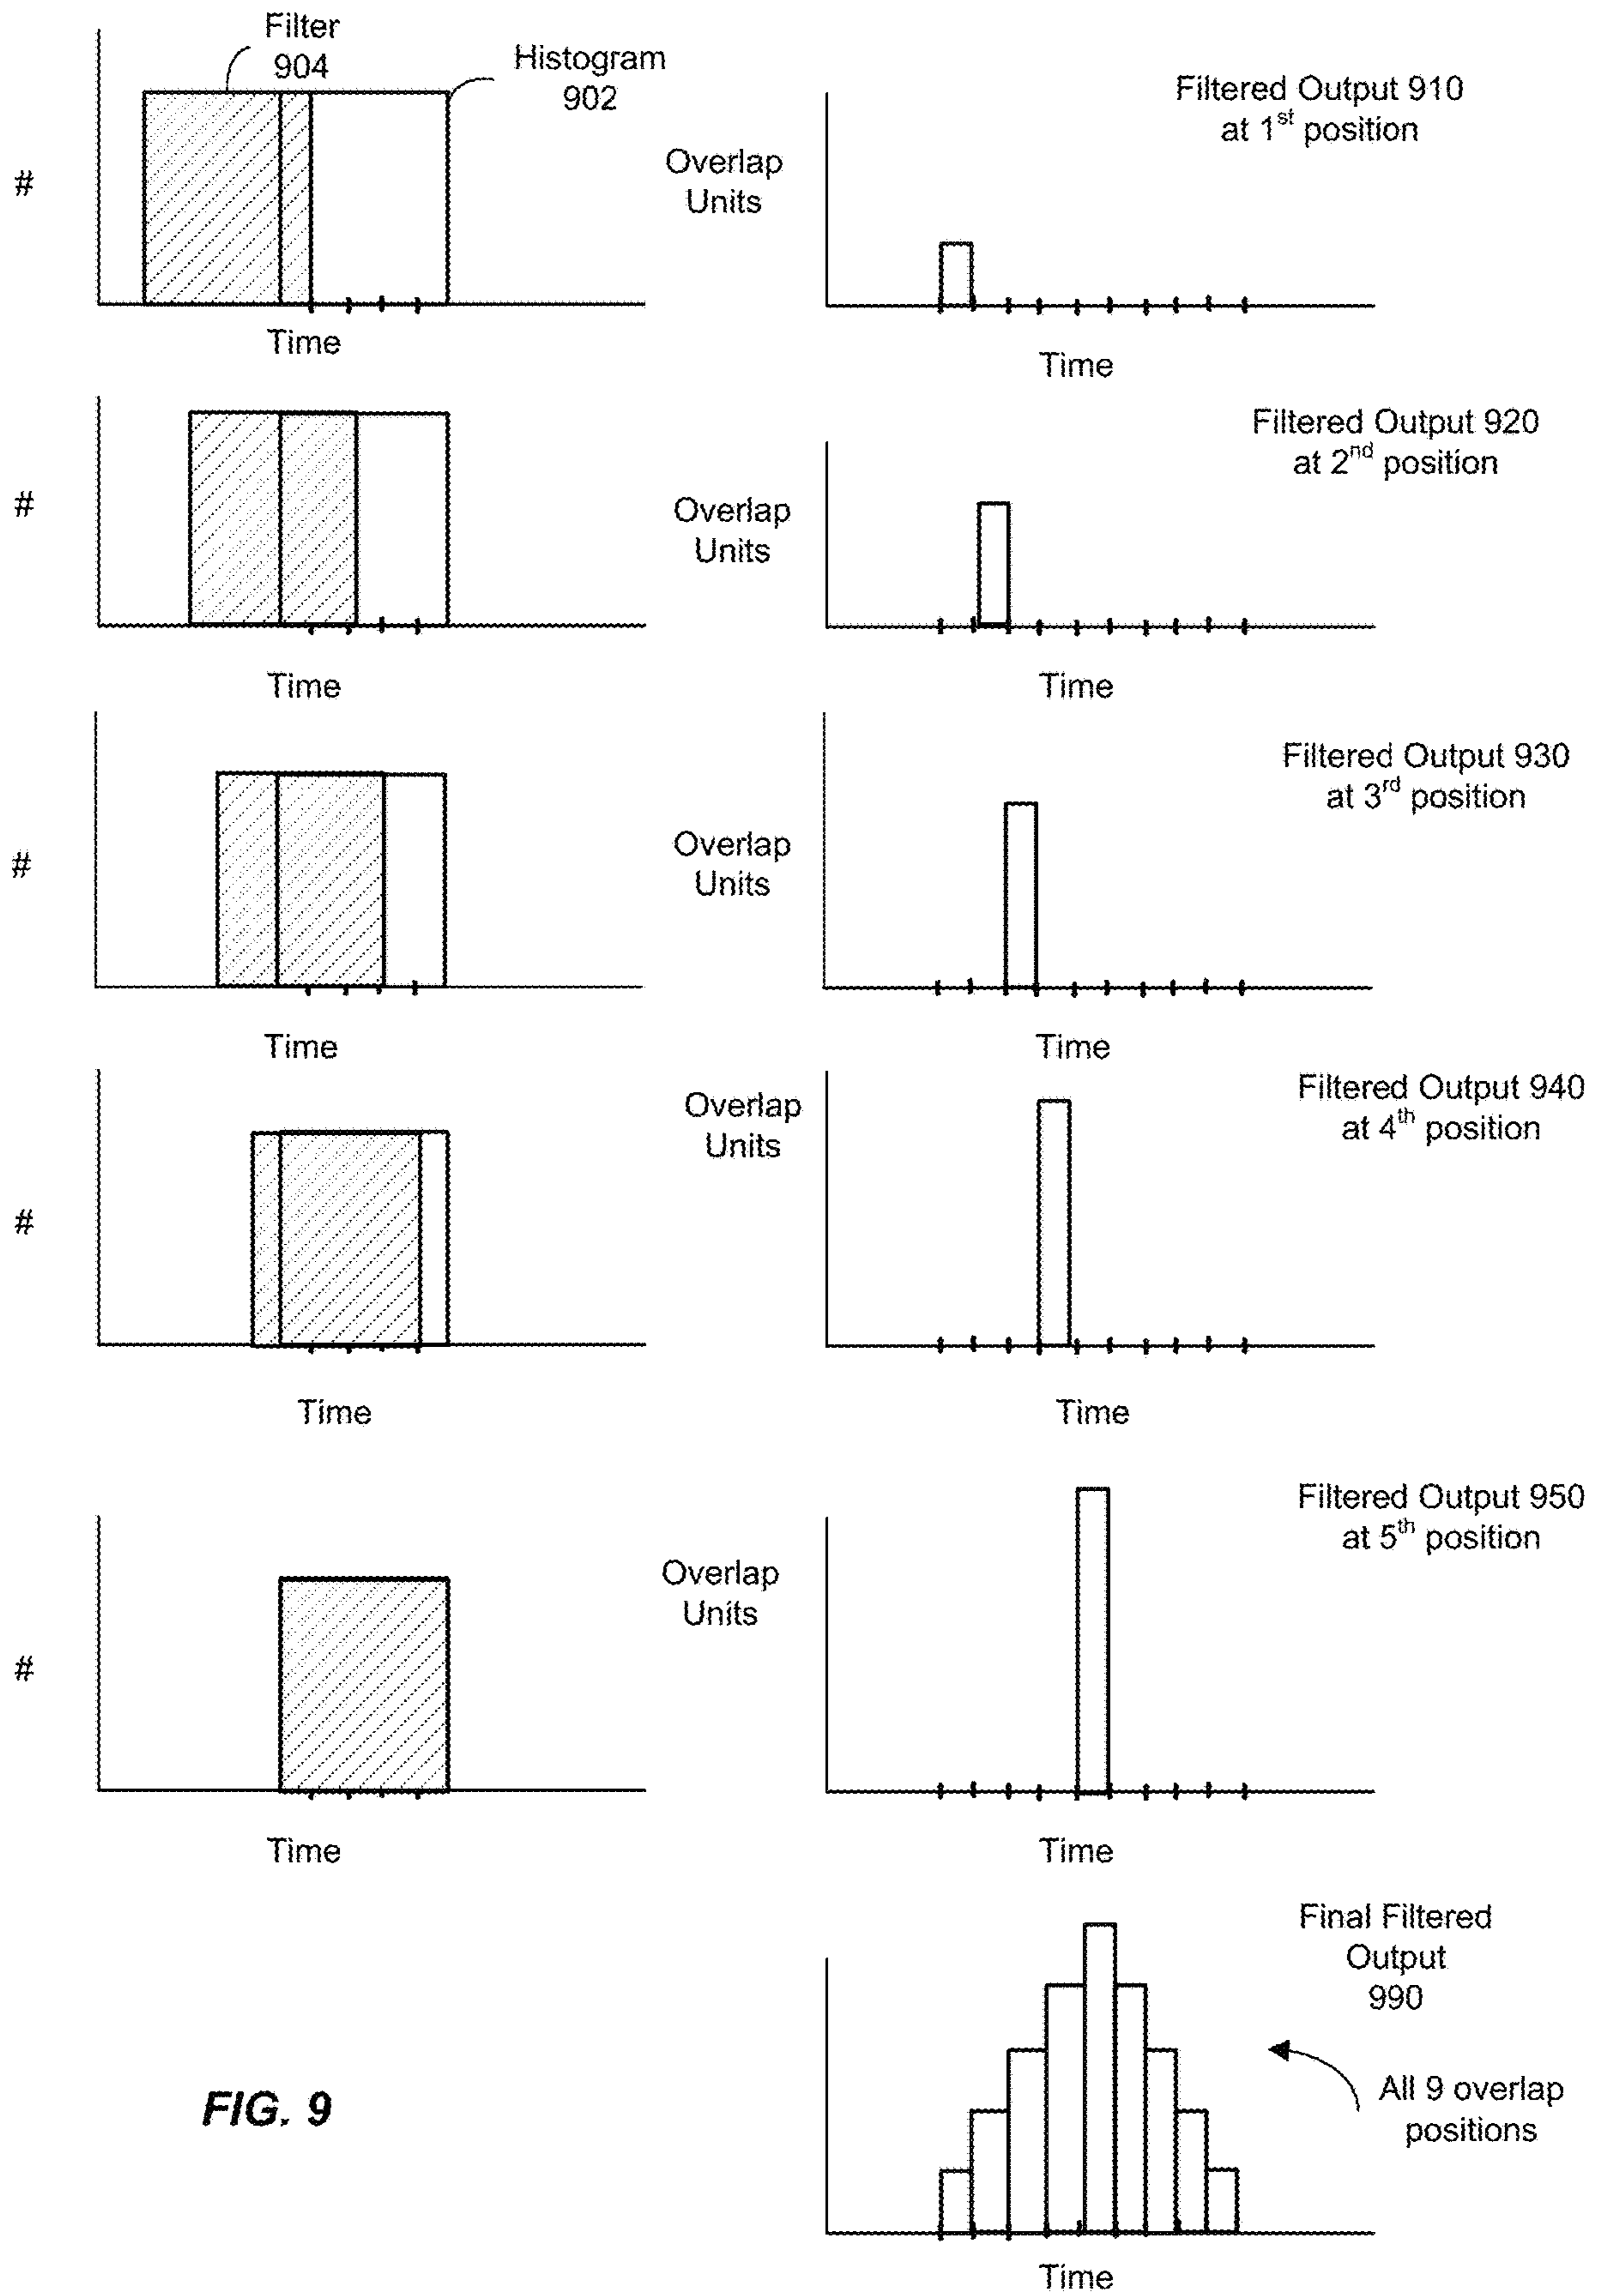 Filter
904
Histogram
902
#
Time
Overlap
Units
Filtered Output 910
at 1st position
Time
#
Time
Overlap
Units
Filtered Output 920
at 2nd position
Time
#
Time
Overlap
Units
Filtered Output 930
at 3rd position
Time
#
Time
Overlap
Units
Filtered Output 940
at 4th position
Time
#
Time
Overlap
Units
Filtered Output 950
at 5th position
Time
Final Filtered
Output
990
All 9 overlap
positions
Time
FIG. 9